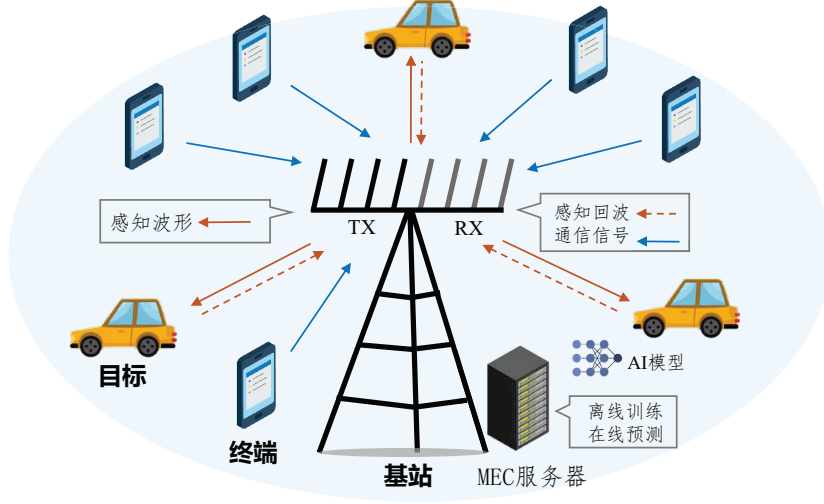 感知波形
TX
RX
感知回波
通信信号
目标
AI模型
离线训练
在线预测
终端
基站
MEC服务器